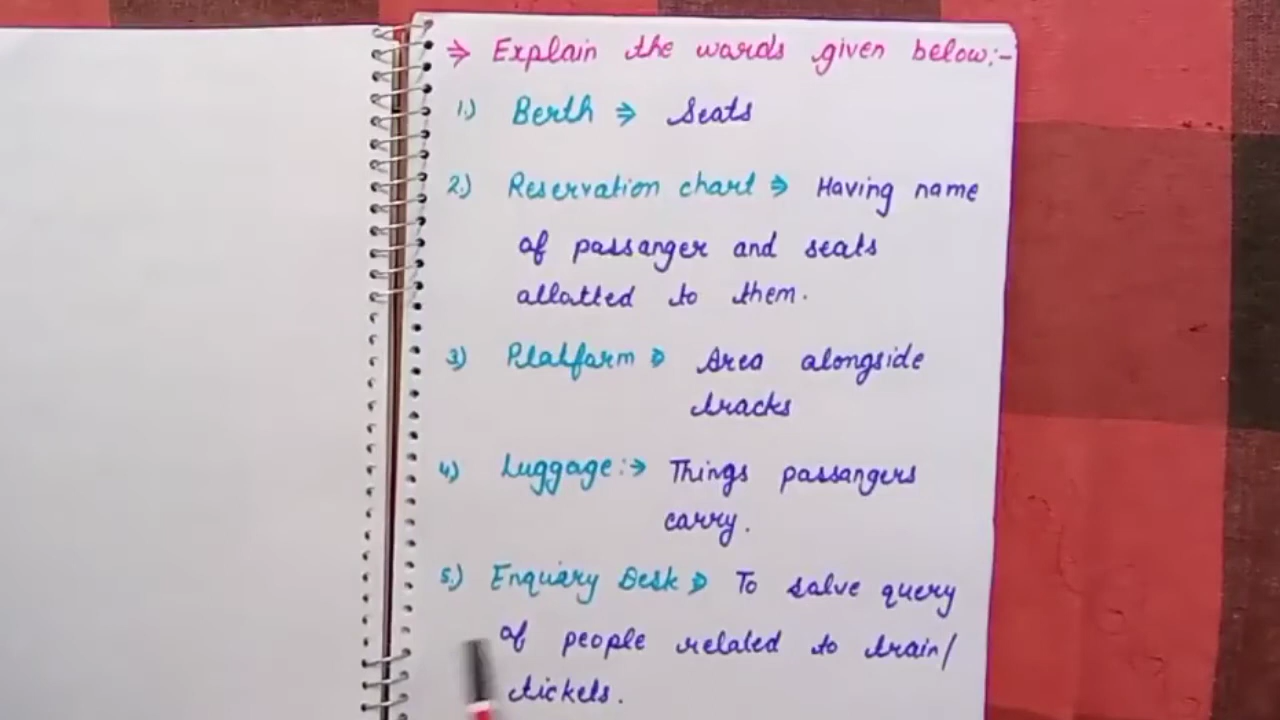 ⇒ Explain the words given below:-
1.) Berth ⇒ Seats
2.) Reservation chart ⇒ Having name
of passanger and seats
allotted to them.
3) Platform ⇒ Area alongside
tracks
4) Luggage:→ Things passangers
carry.
5.) Enquiary Desk ⇒ To solve query
of people related to train/
tickets.